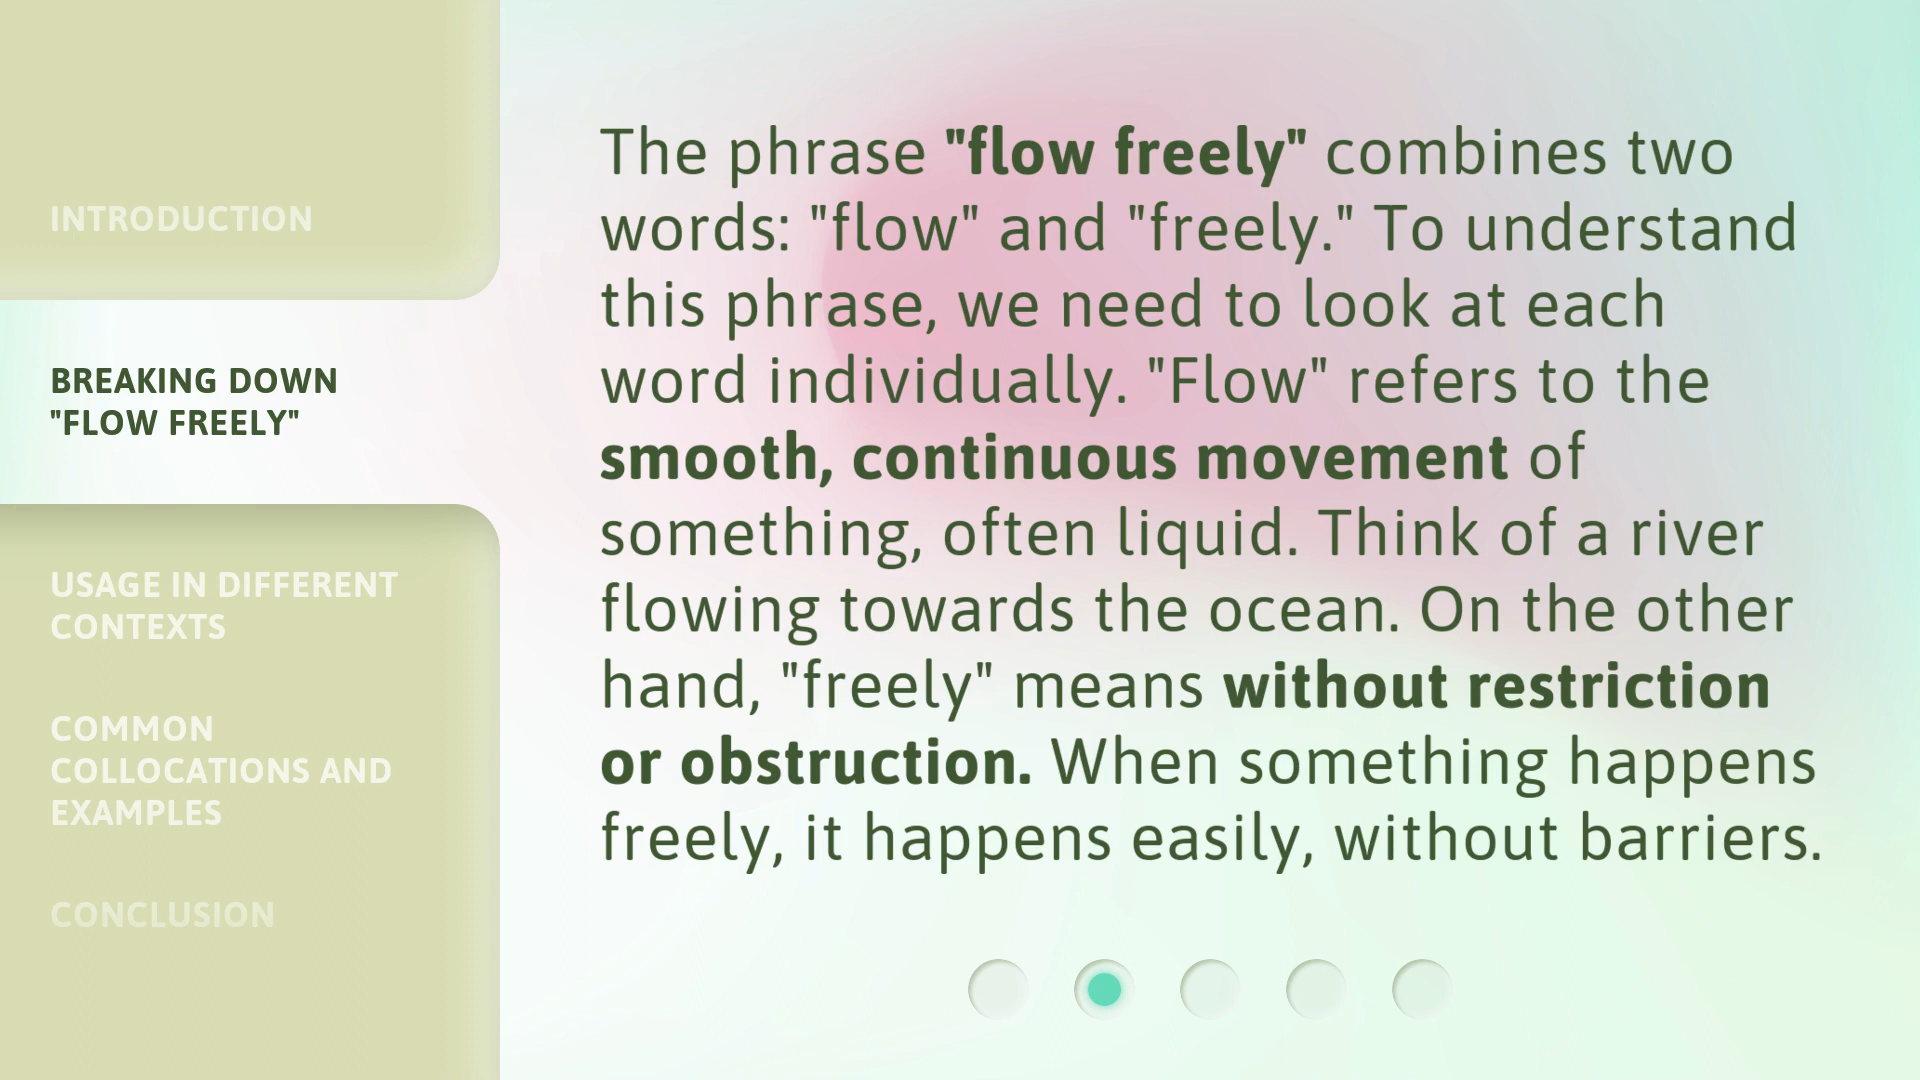 INTRODUCTION
BREAKING DOWN
"FLOW FREELY"
USAGE IN DIFFERENT
CONTEXTS
COMMON
COLLOCATIONS AND
EXAMPLES
CONCLUSION
The phrase "flow freely" combines two
words: "flow" and "freely." To understand
this phrase, we need to look at each
word individually. "Flow" refers to the
smooth, continuous movement of
something, often liquid. Think of a river
flowing towards the ocean. On the other
hand, "freely" means without restriction
or obstruction. When something happens
freely, it happens easily, without barriers.